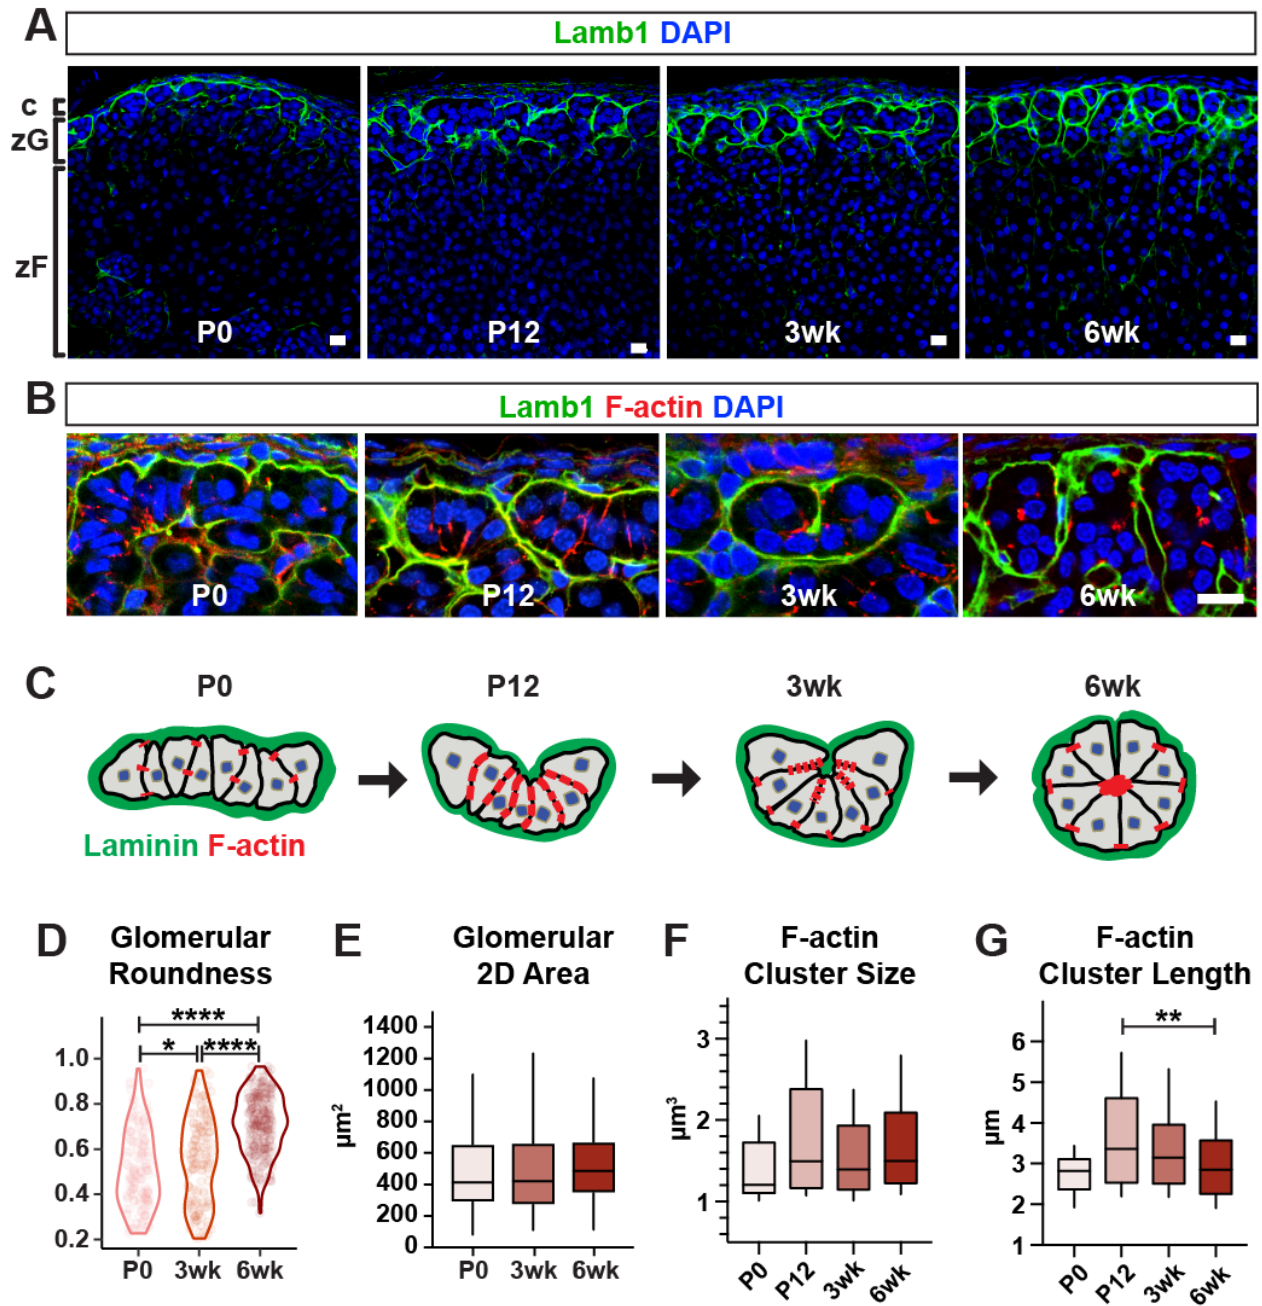 A
Lamb1 DAPI
c
zG
zF
P0
P12
3wk
6wk
B
Lamb1 F-actin DAPI
P0
P12
3wk
6wk
C
P0
P12
3wk
6wk
Laminin F-actin
D
Glomerular
Roundness
****
*
****
1.0
0.8
0.6
0.4
0.2
P0
3wk
6wk
E
Glomerular
2D Area
µm²
1400
1200
1000
800
600
400
200
0
P0
3wk
6wk
F
F-actin
Cluster Size
µm³
3
2
1
P0
P12
3wk
6wk
G
F-actin
Cluster Length
**
µm
6
5
4
3
2
1
P0
P12
3wk
6wk